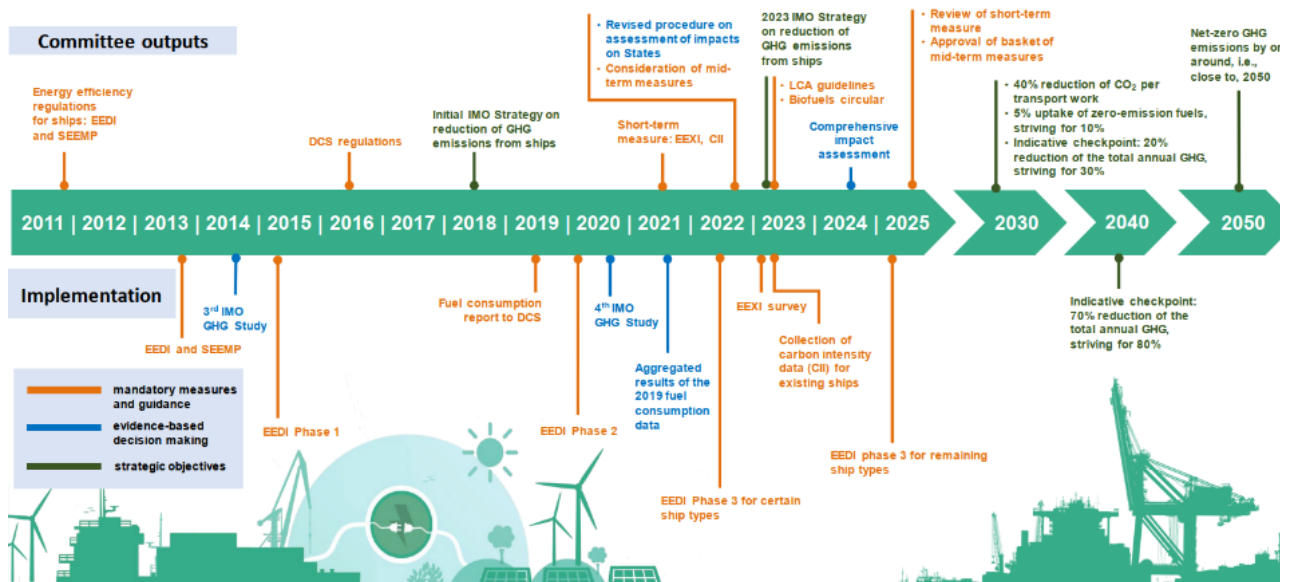 Committee outputs
Energy efficiency
regulations
for ships: EEDI
and SEEMP
DCS regulations
Initial IMO Strategy on
reduction of GHG
emissions from ships
• Revised procedure on
assessment of impacts
on States
• Consideration of mid-
term measures
Short-term
measure: EEXI, CII
2023 IMO Strategy
on reduction of
GHG emissions
from ships
• LCA guidelines
• Biofuels circular
Comprehensive
impact
assessment
• Review of short-term
measure
• Approval of basket of
mid-term measures
• 40% reduction of CO₂ per
transport work
• 5% uptake of zero-emission fuels,
striving for 10%
• Indicative checkpoint: 20%
reduction of the total annual GHG,
striving for 30%
Net-zero GHG
emissions by or
around, i.e.,
close to, 2050
2011 | 2012 | 2013 | 2014 | 2015 | 2016 | 2017 | 2018 | 2019 | 2020 | 2021 | 2022 | 2023 | 2024 | 2025
2030
2040
2050
Implementation
EEDI and SEEMP
3rd IMO
GHG Study
EEDI Phase 1
Fuel consumption
report to DCS
EEDI Phase 2
4th IMO
GHG Study
Aggregated
results of the
2019 fuel
consumption
data
EEDI Phase 3 for certain
ship types
EEXI survey
Collection of
carbon intensity
data (CII) for
existing ships
EEDI phase 3 for remaining
ship types
Indicative checkpoint:
70% reduction of the
total annual GHG,
striving for 80%
mandatory measures
and guidance
evidence-based
decision making
strategic objectives